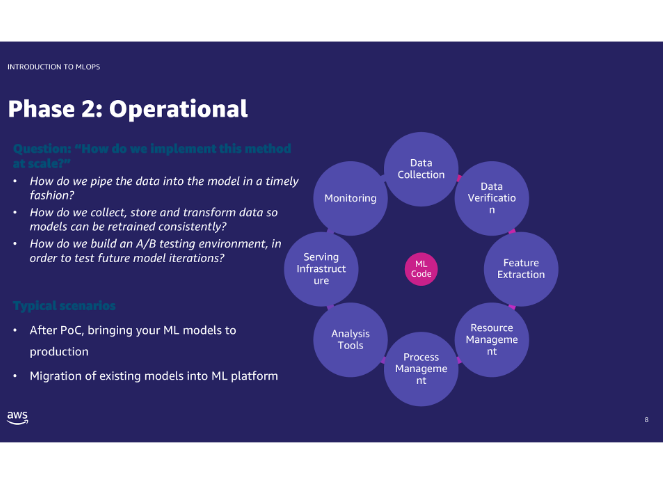 INTRODUCTION TO MLOPS
Phase 2: Operational
Question: "How do we implement this method
at scale?"
• How do we pipe the data into the model in a timely
fashion?
• How do we collect, store and transform data so
models can be retrained consistently?
• How do we build an A/B testing environment, in
order to test future model iterations?
Typical scenarios
• After PoC, bringing your ML models to
production
• Migration of existing models into ML platform
Data
Collection
Data
Verificatio
n
Feature
Extraction
Resource
Manageme
nt
Process
Manageme
nt
Analysis
Tools
Serving
Infrastruct
ure
Monitoring
ML
Code
aws
8